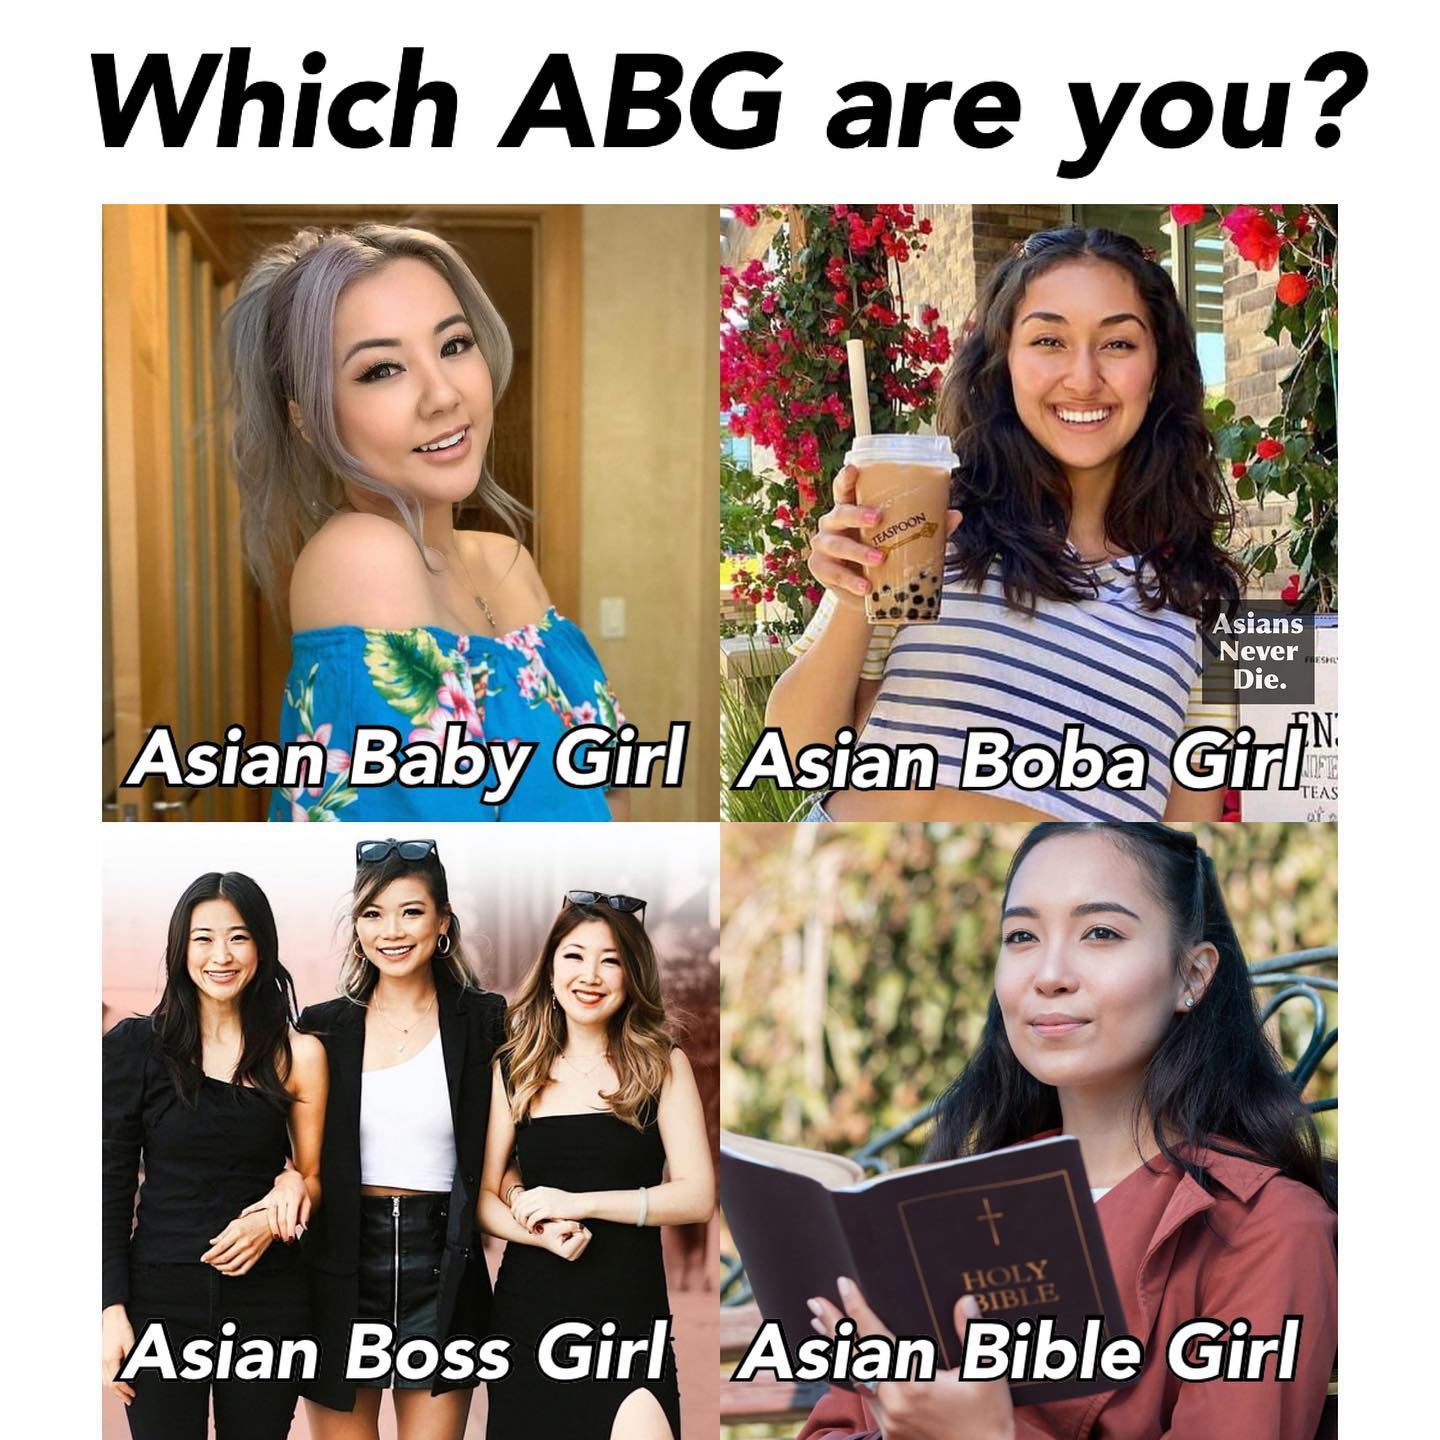 Which ABG are you?
TEASPOON
Asians
Never
Die.
Asian Baby Girl
Asian Boba Girl
TEAS
HOLY
BIBLE
Asian Boss Girl
Asian Bible Girl